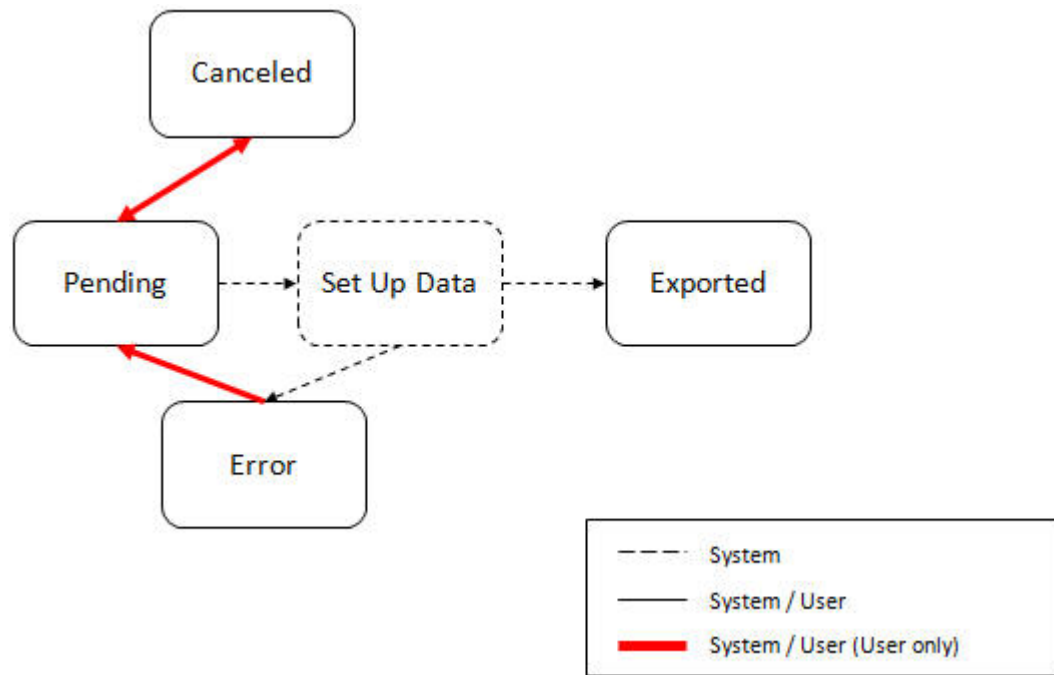 Canceled
Pending
Set Up Data
Exported
Error
System
System / User
System / User (User only)